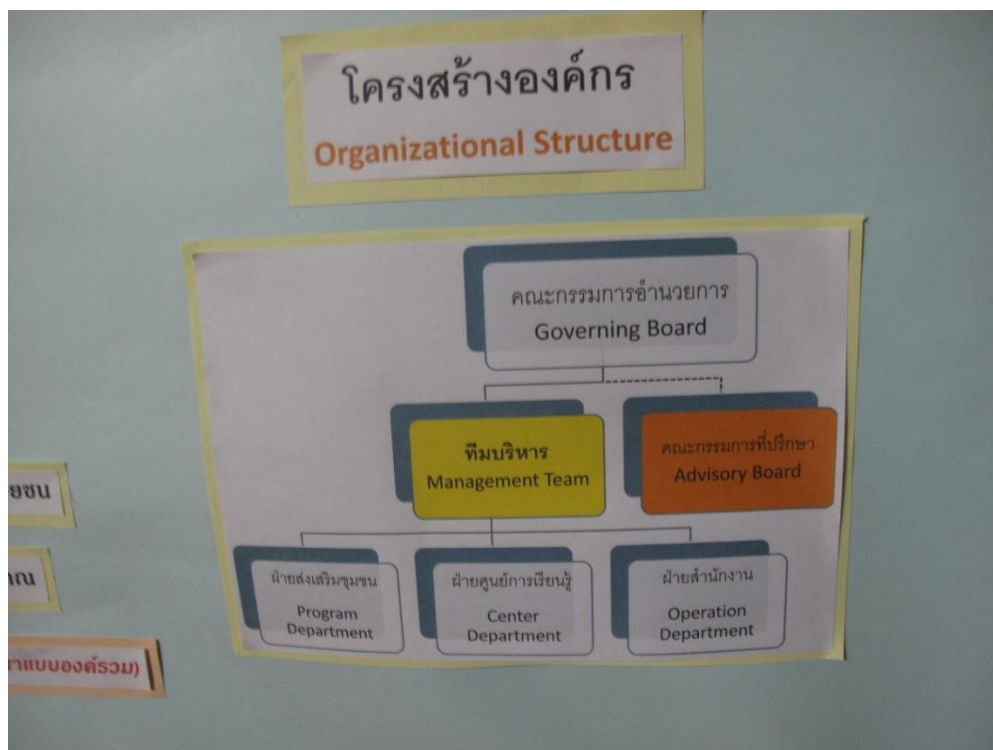 โครงสร้างองค์กร
Organizational Structure
คณะกรรมการอำนวยการ
Governing Board
ทีมบริหาร
Management Team
คณะกรรมการที่ปรึกษา
Advisory Board
ฝ่ายส่งเสริมชุมชน
Program
Department
ฝ่ายศูนย์การเรียนรู้
Center
Department
ฝ่ายสำนักงาน
Operation
Department
ยชน
าแบบองค์รวม)